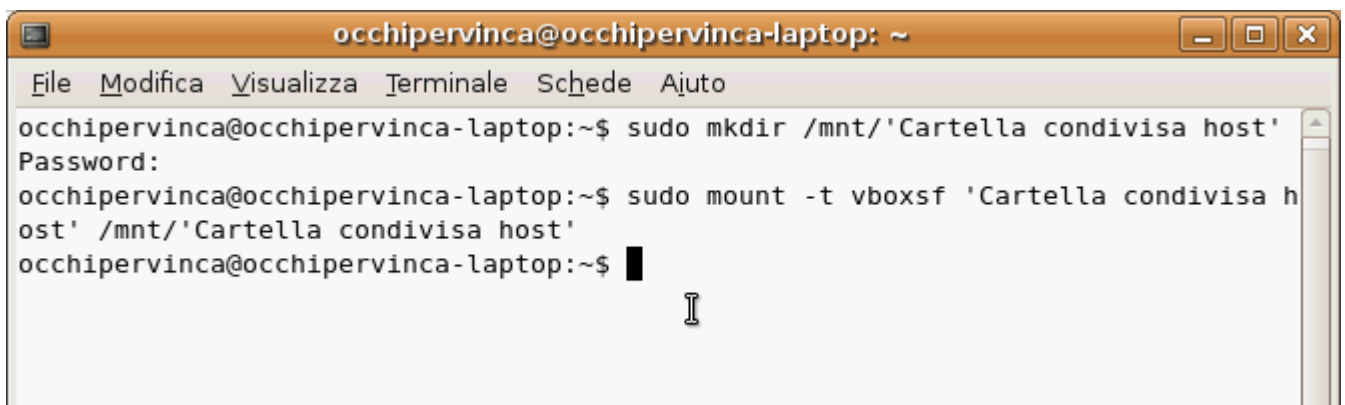 occhipervinca@occhipervinca-laptop: ~
File Modifica Visualizza Terminale Schede Aiuto
occhipervinca@occhipervinca-laptop:~$ sudo mkdir /mnt/'Cartella condivisa host'
Password:
occhipervinca@occhipervinca-laptop:~$ sudo mount -t vboxsf 'Cartella condivisa h
ost' /mnt/'Cartella condivisa host'
occhipervinca@occhipervinca-laptop:~$